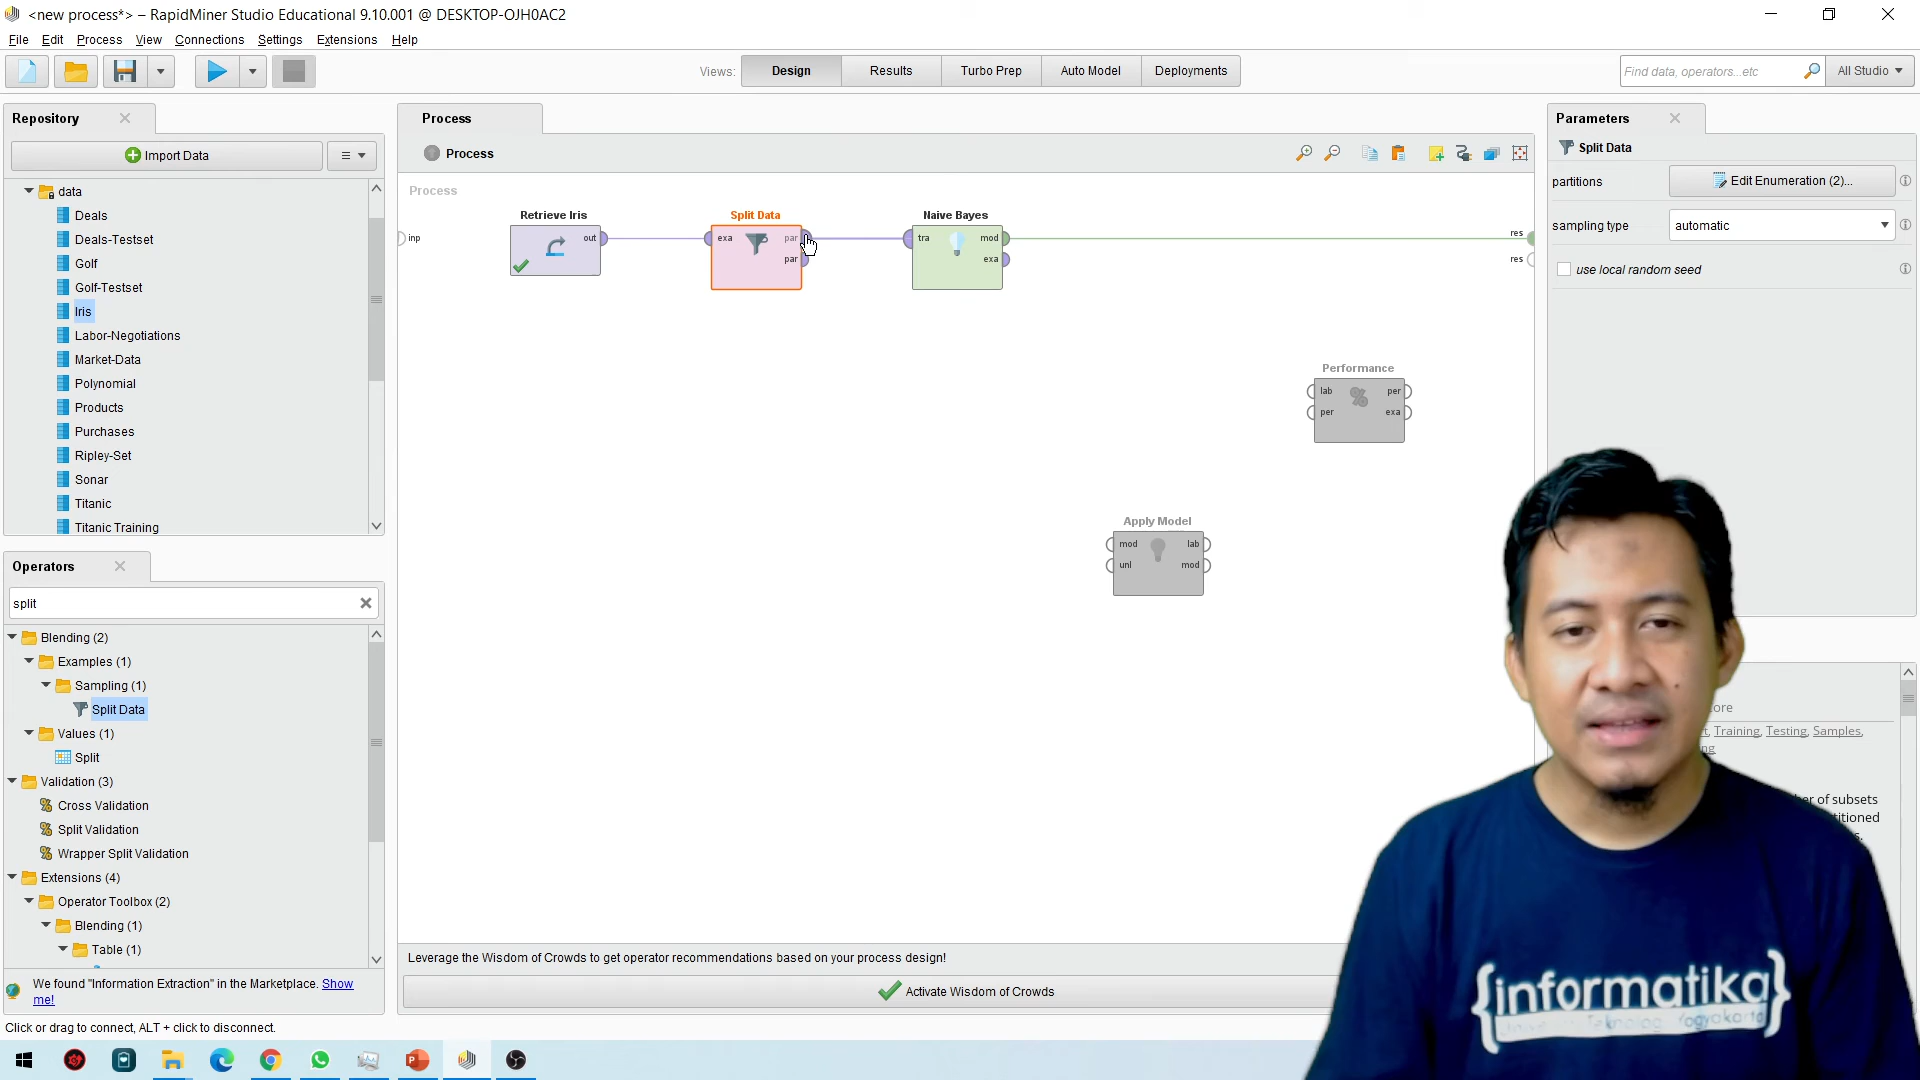 <new process*> – RapidMiner Studio Educational 9.10.001 @ DESKTOP-OJH0AC2
File Edit Process View Connections Settings Extensions Help
Views: Design Results Turbo Prep Auto Model Deployments
Find data, operators...etc
All Studio
Repository
Import Data
data
Deals
Deals-Testset
Golf
Golf-Testset
Iris
Labor-Negotiations
Market-Data
Polynomial
Products
Purchases
Ripley-Set
Sonar
Titanic
Titanic Training
Operators
split
Blending (2)
Examples (1)
Sampling (1)
Split Data
Values (1)
Split
Validation (3)
Cross Validation
Split Validation
Wrapper Split Validation
Extensions (4)
Operator Toolbox (2)
Blending (1)
Table (1)
We found "Information Extraction" in the Marketplace. Show
me!
Click or drag to connect, ALT + click to disconnect.
Process
Process
Process
inp
Retrieve Iris
out
Split Data
exa par
par
Naive Bayes
tra mod
exa
res
res
Performance
lab per
per exa
Apply Model
mod lab
unl mod
Leverage the Wisdom of Crowds to get operator recommendations based on your process design!
Activate Wisdom of Crowds
Parameters
Split Data
partitions
Edit Enumeration (2)...
sampling type
automatic
use local random seed
ore
t, Training, Testing, Samples,
ng
ber of subsets
titioned
s.
{informatika}
Universitas Teknologi Yogyakarta